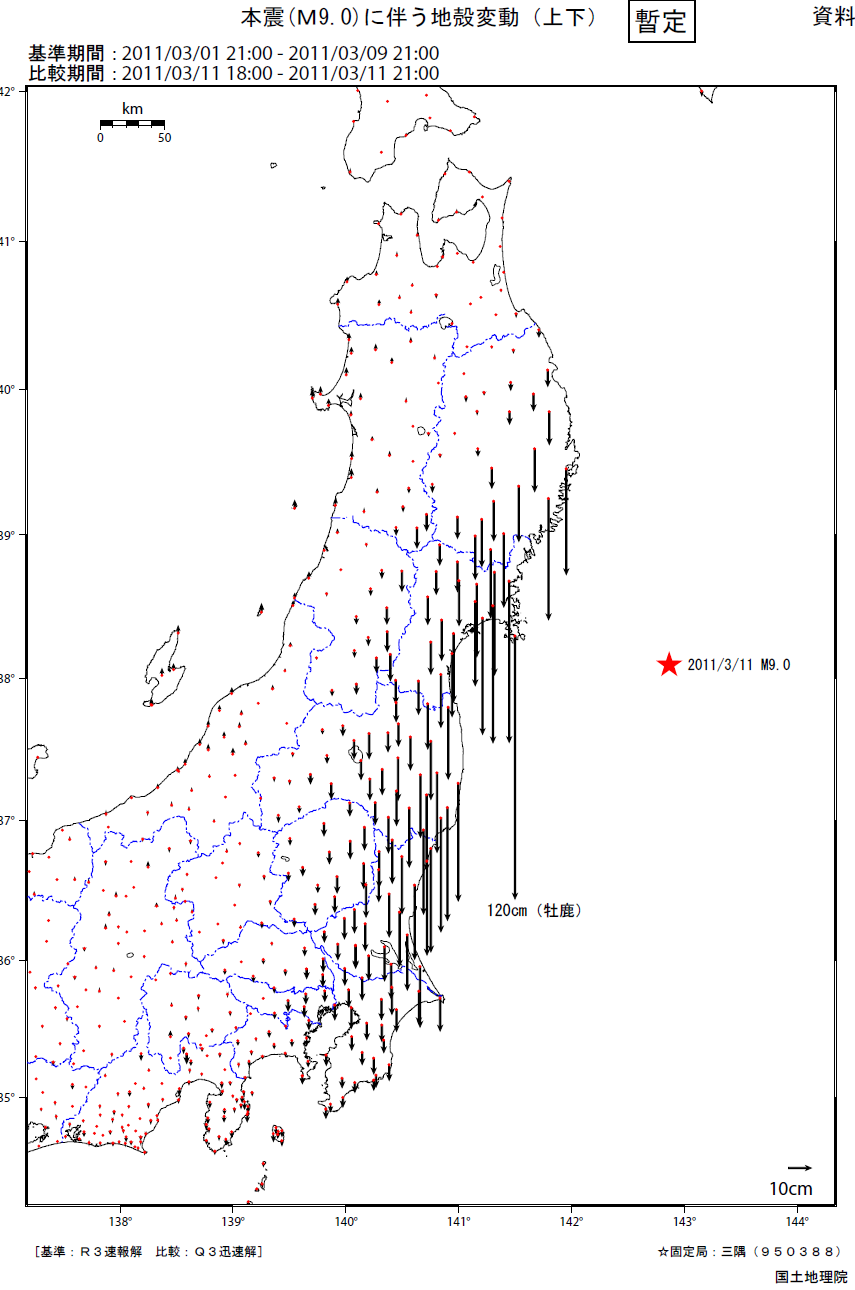 本震(M9.0)に伴う地殻変動（上下）
暫定
資料
基準期間：2011/03/01 21:00 - 2011/03/09 21:00
比較期間：2011/03/11 18:00 - 2011/03/11 21:00
km
0 50
42°
41°
40°
39°
38°
37°
36°
35°
2011/3/11 M9.0
120cm（牡鹿）
10cm
138° 139° 140° 141° 142° 143° 144°
［基準：Ｒ３速報解　比較：Ｑ３迅速解］
☆固定局：三隅（９５０３８８）
国土地理院